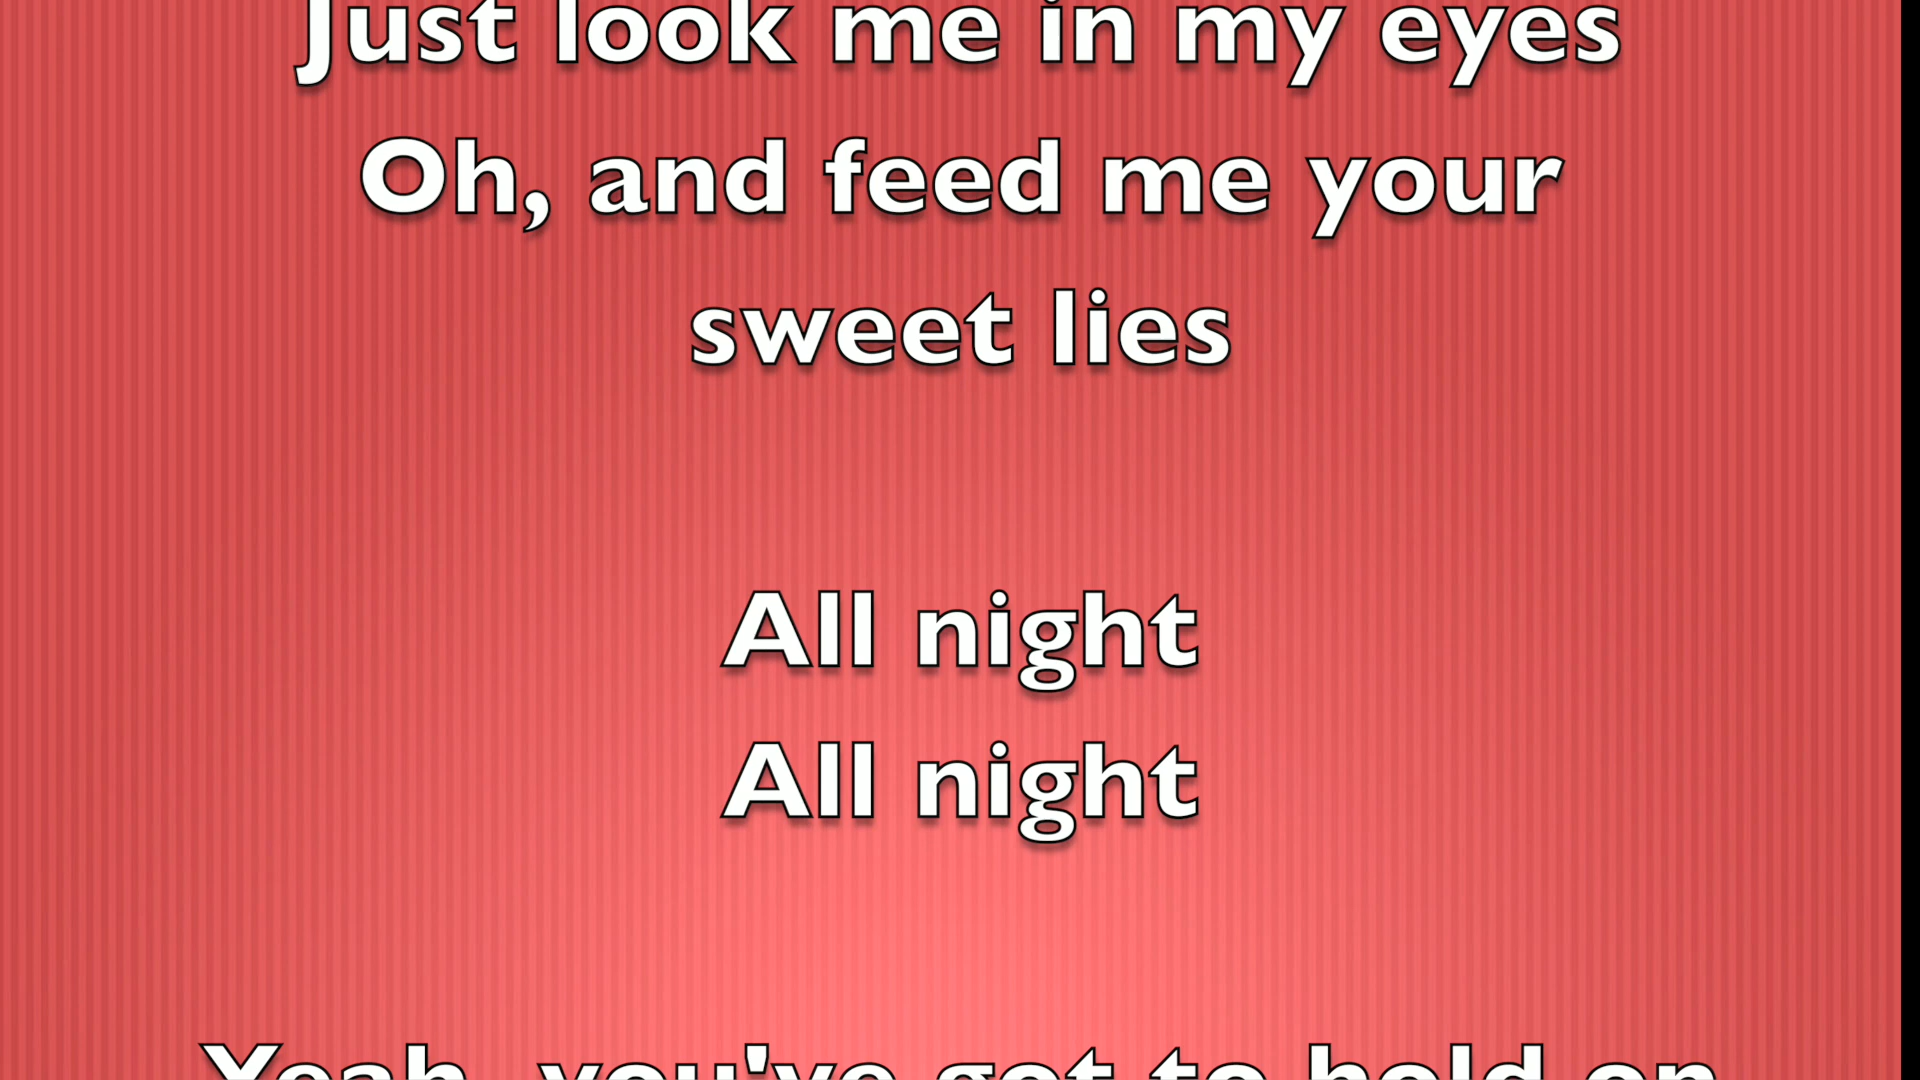 Just look me in my eyes
Oh, and feed me your
sweet lies
All night
All night
Yeah, you've got to hold on